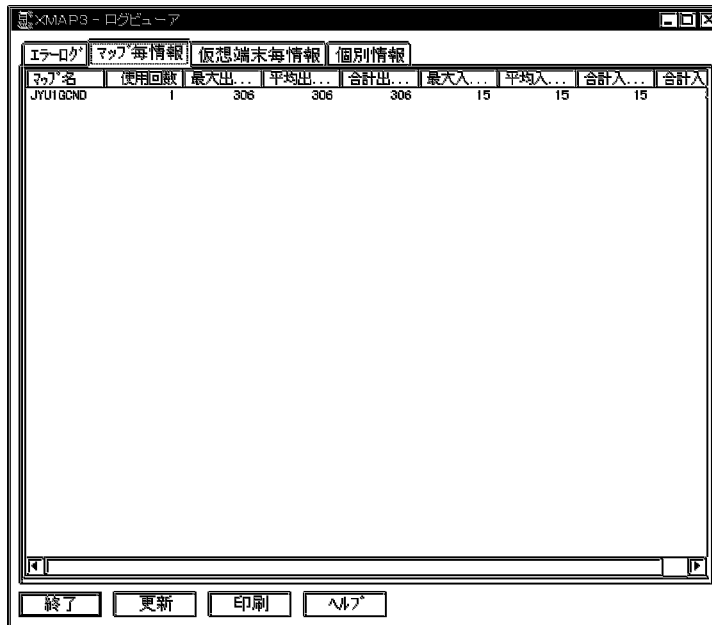 XMAP3 - ログビューア
ｴﾗｰﾛｸﾞ ﾏｯﾌﾟ毎情報 仮想端末毎情報 個別情報
ﾏｯﾌﾟ名 使用回数 最大出... 平均出... 合計出... 最大入... 平均入... 合計入... 合計入
JYU1GCND 1 306 306 306 15 15 15
終了 更新 印刷 ﾍﾙﾌﾟ